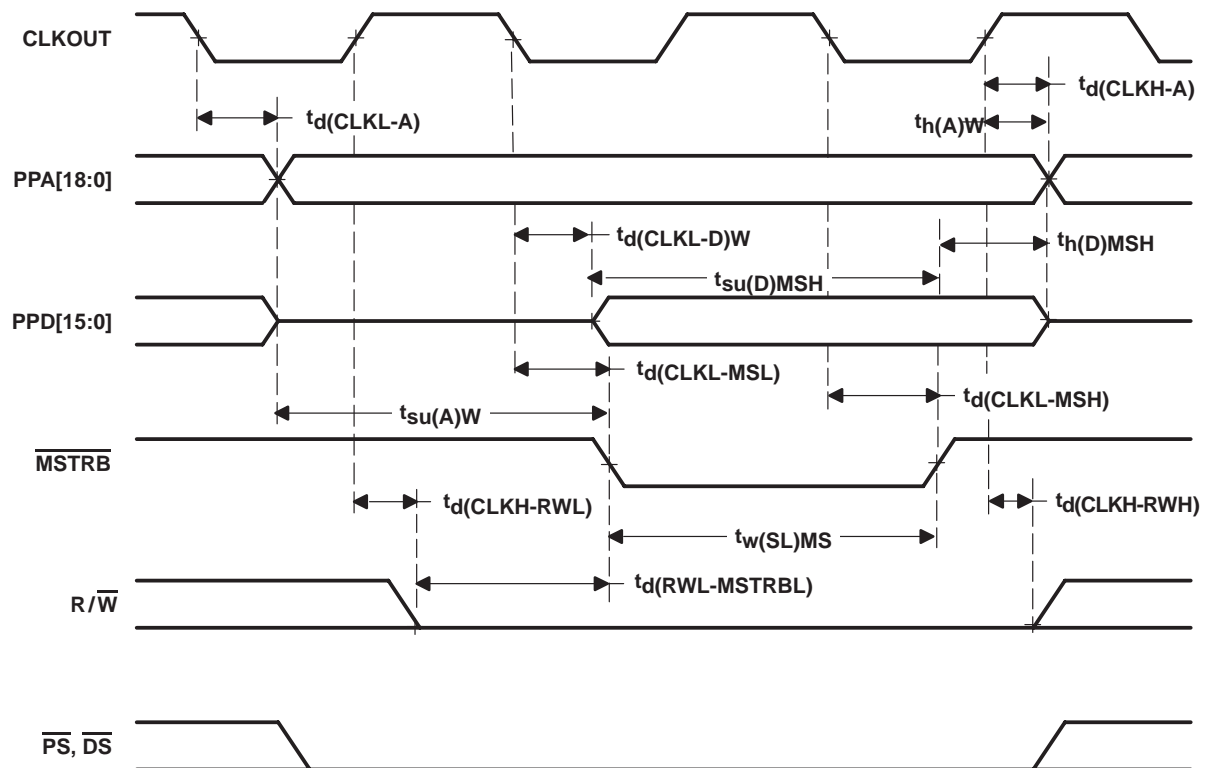 CLKOUT
td(CLKH-A)
td(CLKL-A)
th(A)W
PPA[18:0]
td(CLKL-D)W
th(D)MSH
tsu(D)MSH
PPD[15:0]
td(CLKL-MSL)
td(CLKL-MSH)
tsu(A)W
MSTRB
td(CLKH-RWL)
td(CLKH-RWH)
tw(SL)MS
td(RWL-MSTRBL)
R/W
PS, DS